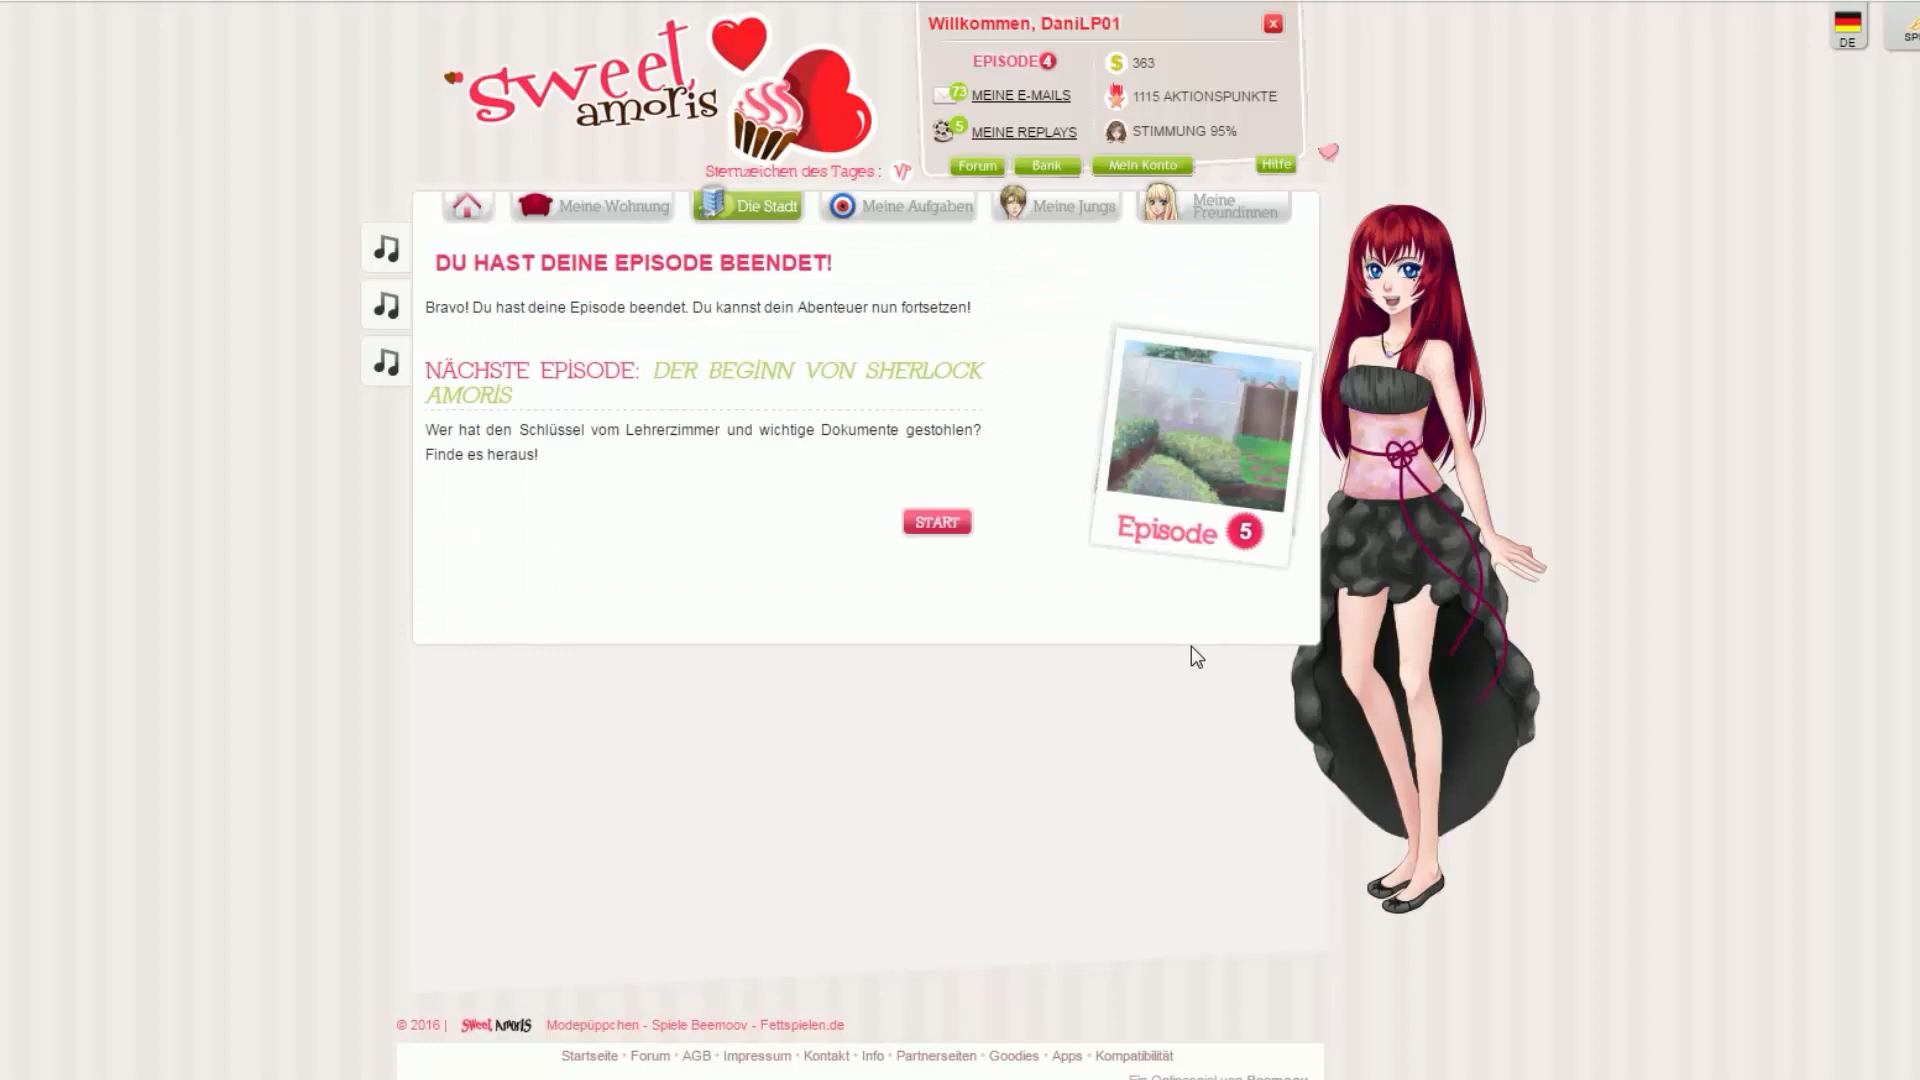 Sweet amoris
Willkommen, DaniLP01
x
DE
EPISODE 4
363
73 MEINE E-MAILS
1115 AKTIONSPUNKTE
5 MEINE REPLAYS
STIMMUNG 95%
Sternzeichen des Tages :
Forum Bank Mein Konto Hilfe
Meine Wohnung Die Stadt Meine Aufgaben Meine Jungs Meine Freundinnen
DU HAST DEINE EPISODE BEENDET!
Bravo! Du hast deine Episode beendet. Du kannst dein Abenteuer nun fortsetzen!
NÄCHSTE EPISODE: DER BEGINN VON SHERLOCK
AMORIS
Wer hat den Schlüssel vom Lehrerzimmer und wichtige Dokumente gestohlen?
Finde es heraus!
START
Episode 5
© 2016 | Sweet Amoris Modepüppchen - Spiele Beemoov - Fettspielen.de
Startseite • Forum • AGB • Impressum • Kontakt • Info • Partnerseiten • Goodies • Apps • Kompatibilität